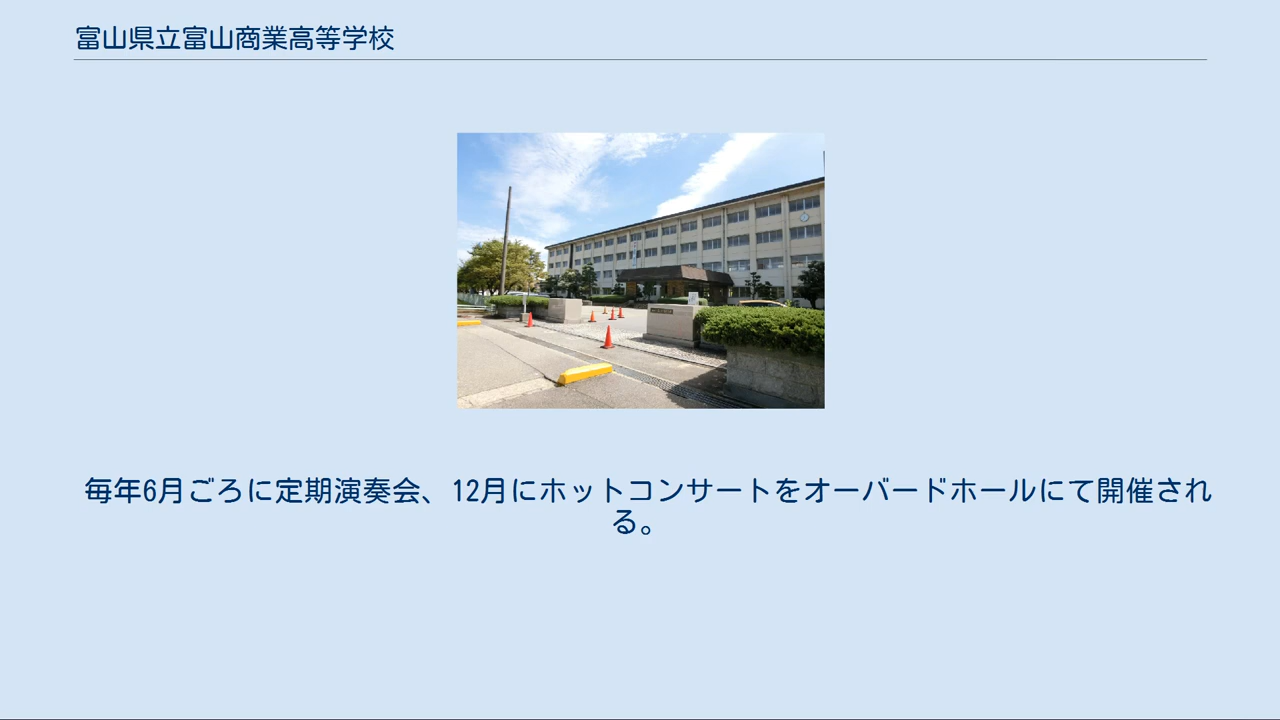 富山県立富山商業高等学校
毎年6月ごろに定期演奏会、12月にホットコンサートをオーバードホールにて開催され
る。